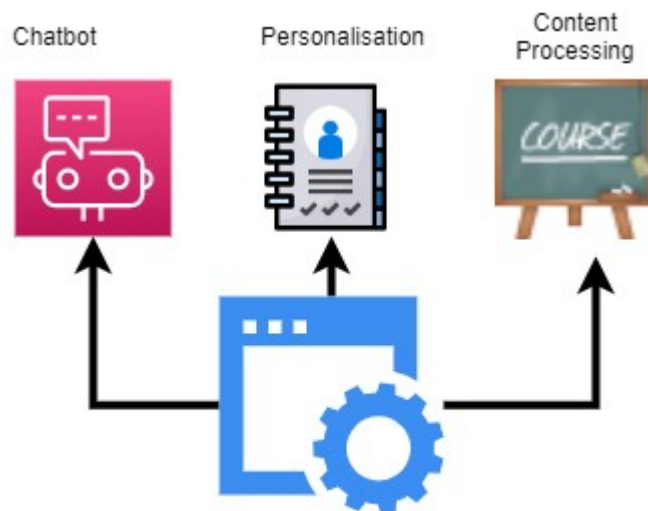 Chatbot
Personalisation
Content
Processing
COURSE